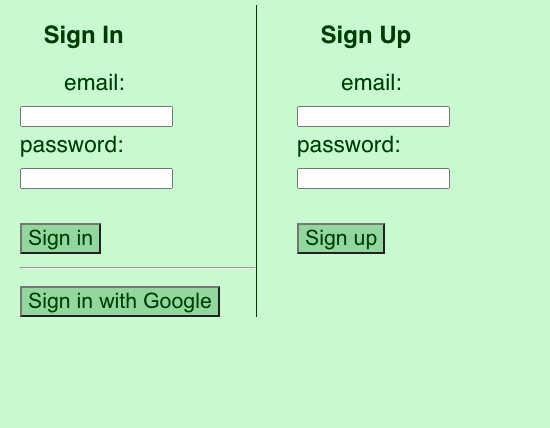 Sign In
email:
password:
Sign in
Sign in with Google
Sign Up
email:
password:
Sign up